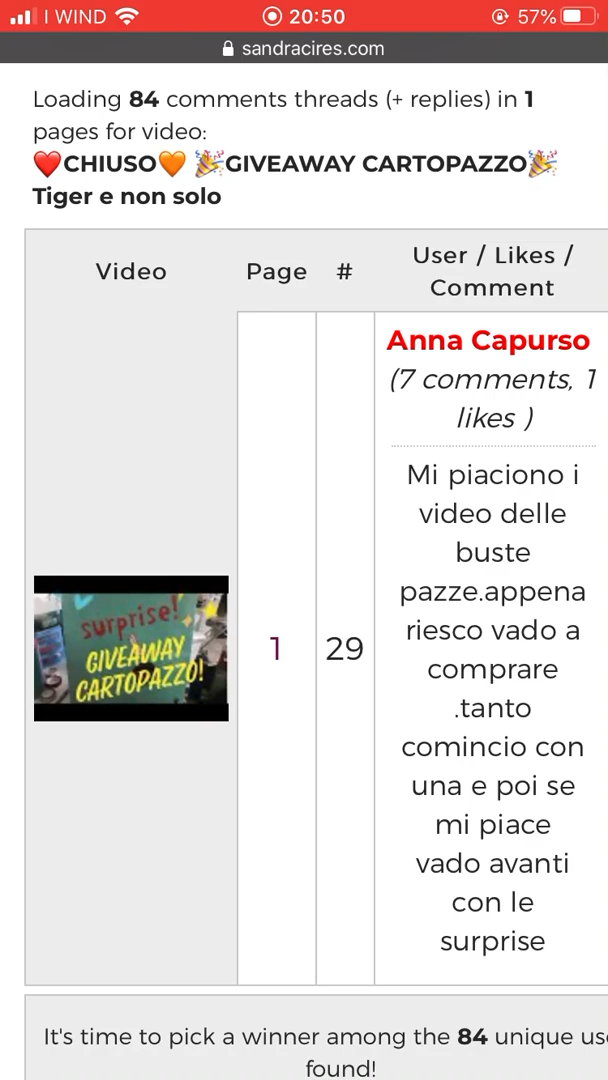 I WIND 20:50 57%
sandracires.com
Loading 84 comments threads (+ replies) in 1
pages for video:
❤️CHIUSO🧡 🎉GIVEAWAY CARTOPAZZO🎉
Tiger e non solo
Video Page # User / Likes /
Comment
Anna Capurso
(7 comments, 1
likes )
Mi piaciono i
video delle
buste
pazze.appena
riesco vado a
comprare
.tanto
comincio con
una e poi se
mi piace
vado avanti
con le
surprise
surprise!
GIVEAWAY
CARTOPAZZO!
1 29
It's time to pick a winner among the 84 unique us
found!